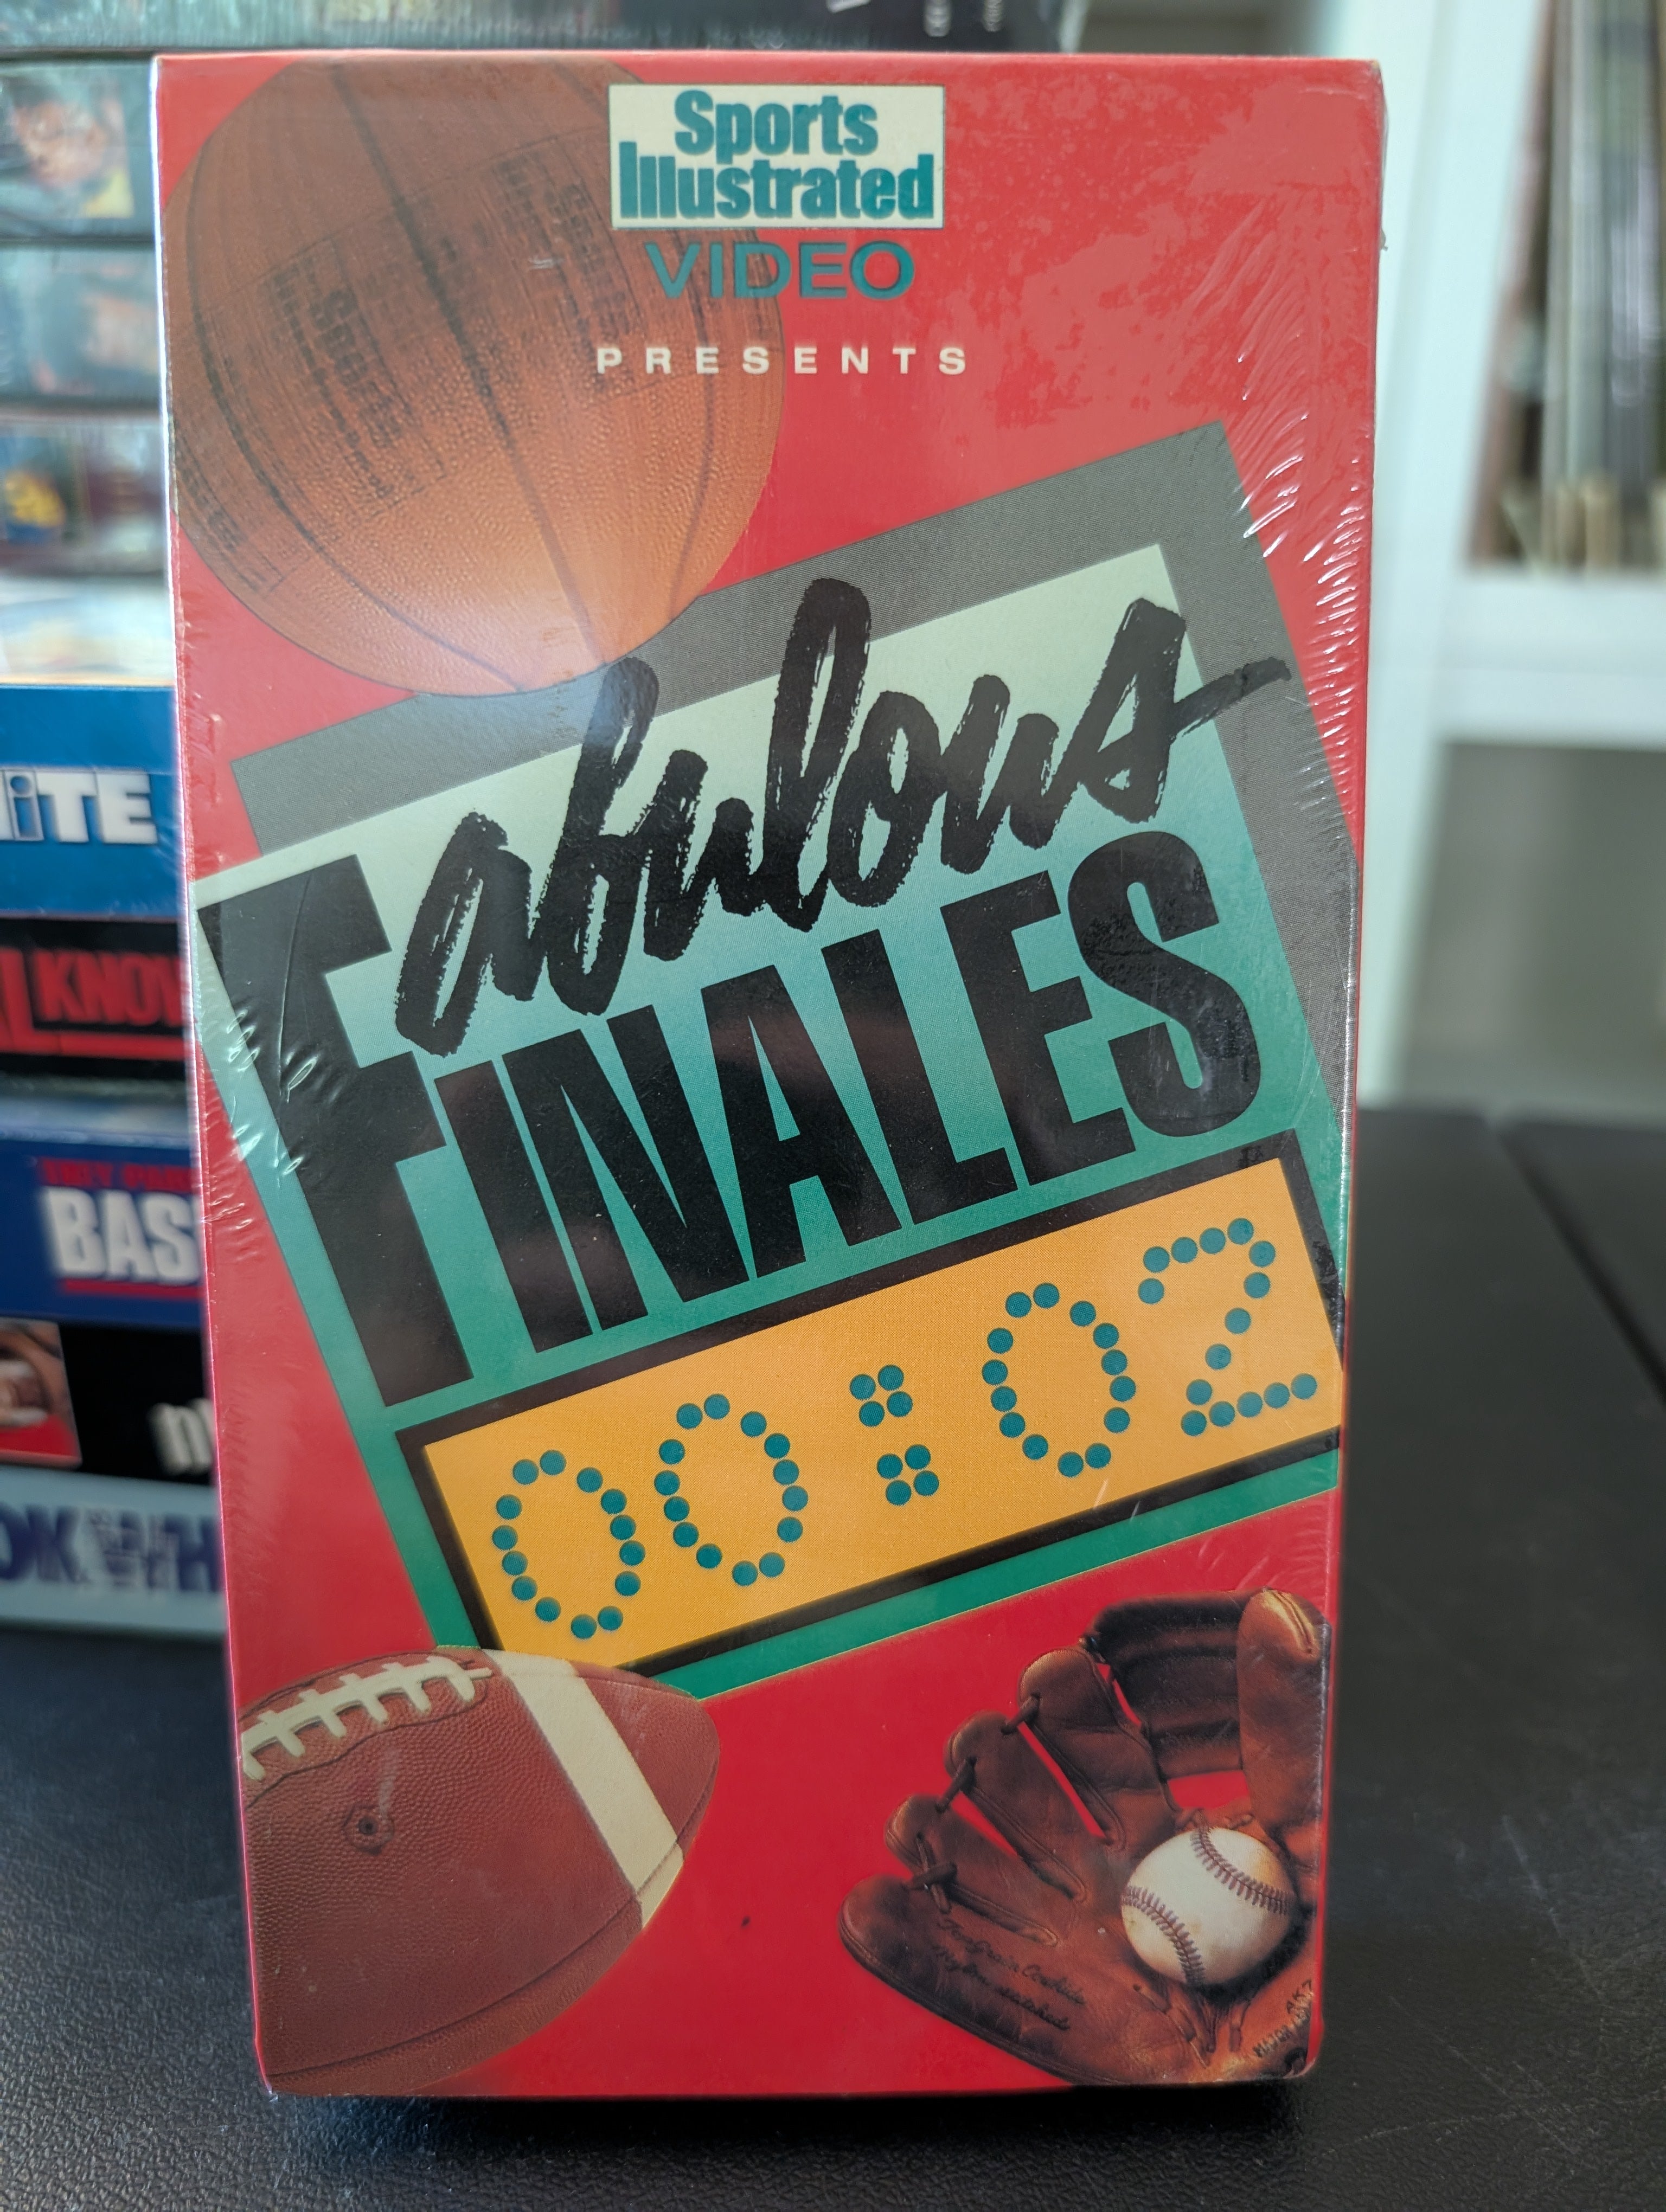 Sports
Illustrated
VIDEO
PRESENTS
Fabulous
FINALES
00:02
iTE
KNOW
BAS